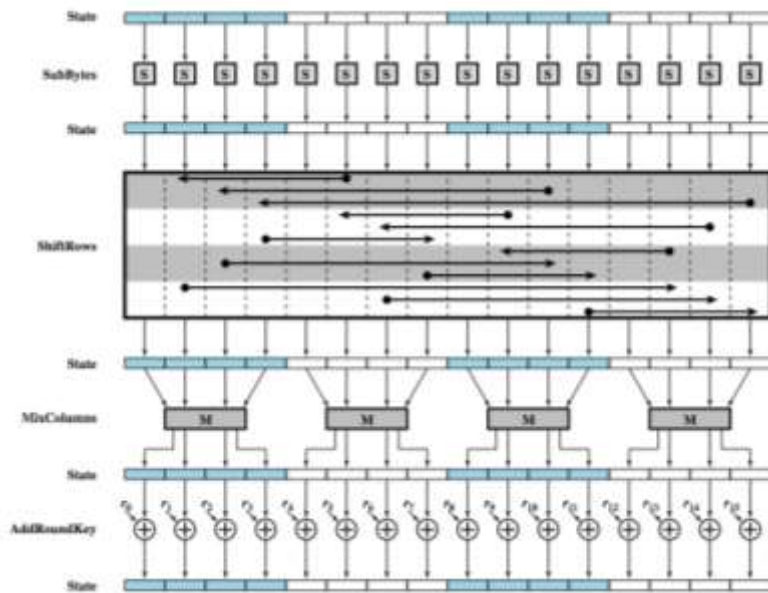 State
SubBytes
S S S S S S S S S S S S S S S S
State
ShiftRows
State
MixColumns
M M M M
State
AddRoundKey
State